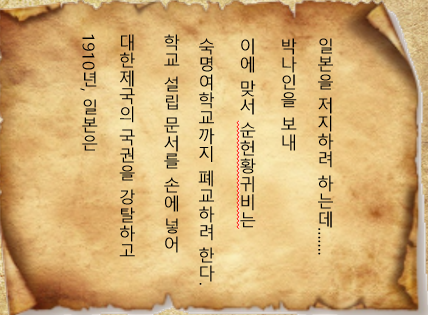 1910년, 일본은
대한제국의 국권을 강탈하고
학교 설립 문서를 손에 넣어
숙명여학교까지 폐교하려 한다.
이에 맞서 순헌황귀비는
박나인을 보내
일본을 저지하려 하는데......